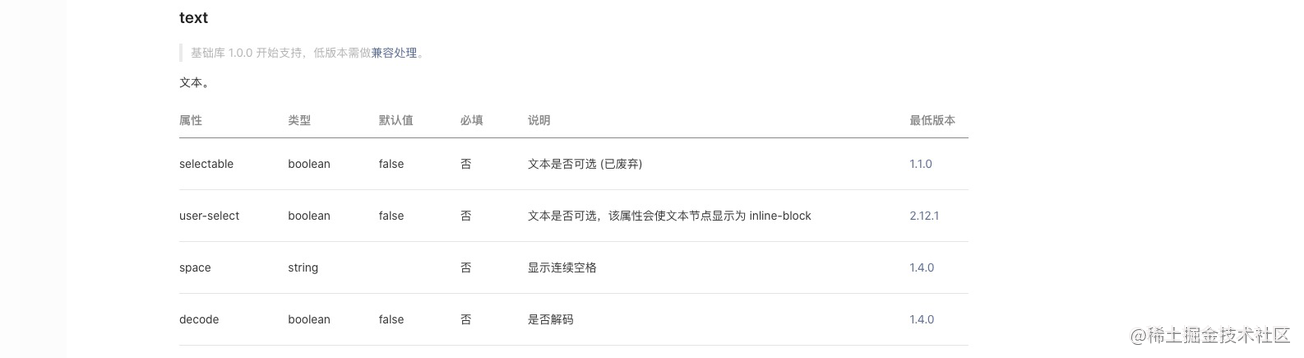 text
基础库 1.0.0 开始支持，低版本需做兼容处理。
文本。
属性 类型 默认值 必填 说明 最低版本
selectable boolean false 否 文本是否可选 (已废弃) 1.1.0
user-select boolean false 否 文本是否可选，该属性会使文本节点显示为 inline-block 2.12.1
space string 否 显示连续空格 1.4.0
decode boolean false 否 是否解码 1.4.0
@稀土掘金技术社区